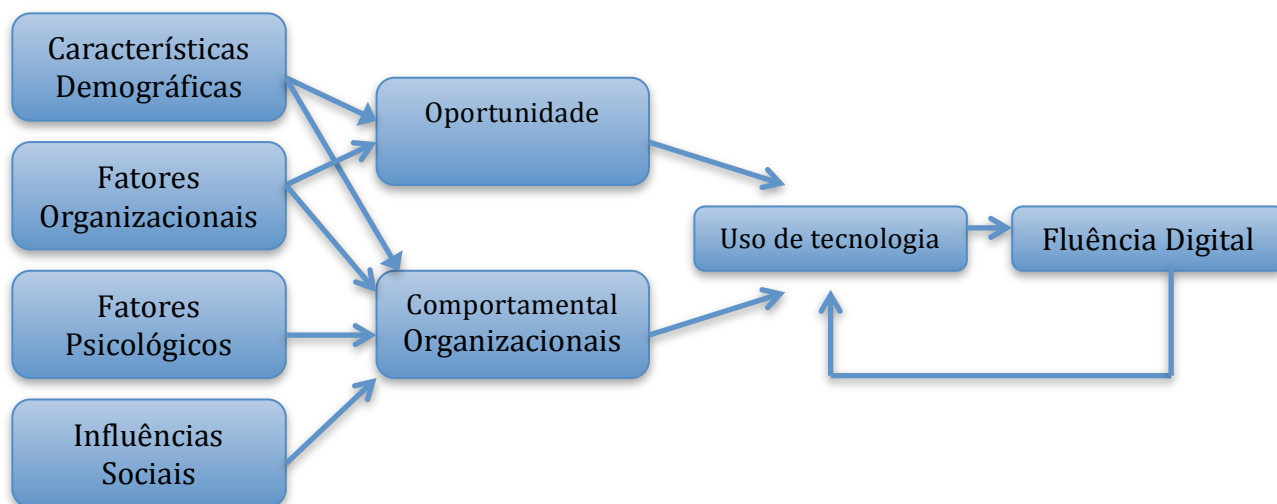 Características
Demográficas
Fatores
Organizacionais
Fatores
Psicológicos
Influências
Sociais
Oportunidade
Comportamental
Organizacionais
Uso de tecnologia
Fluência Digital